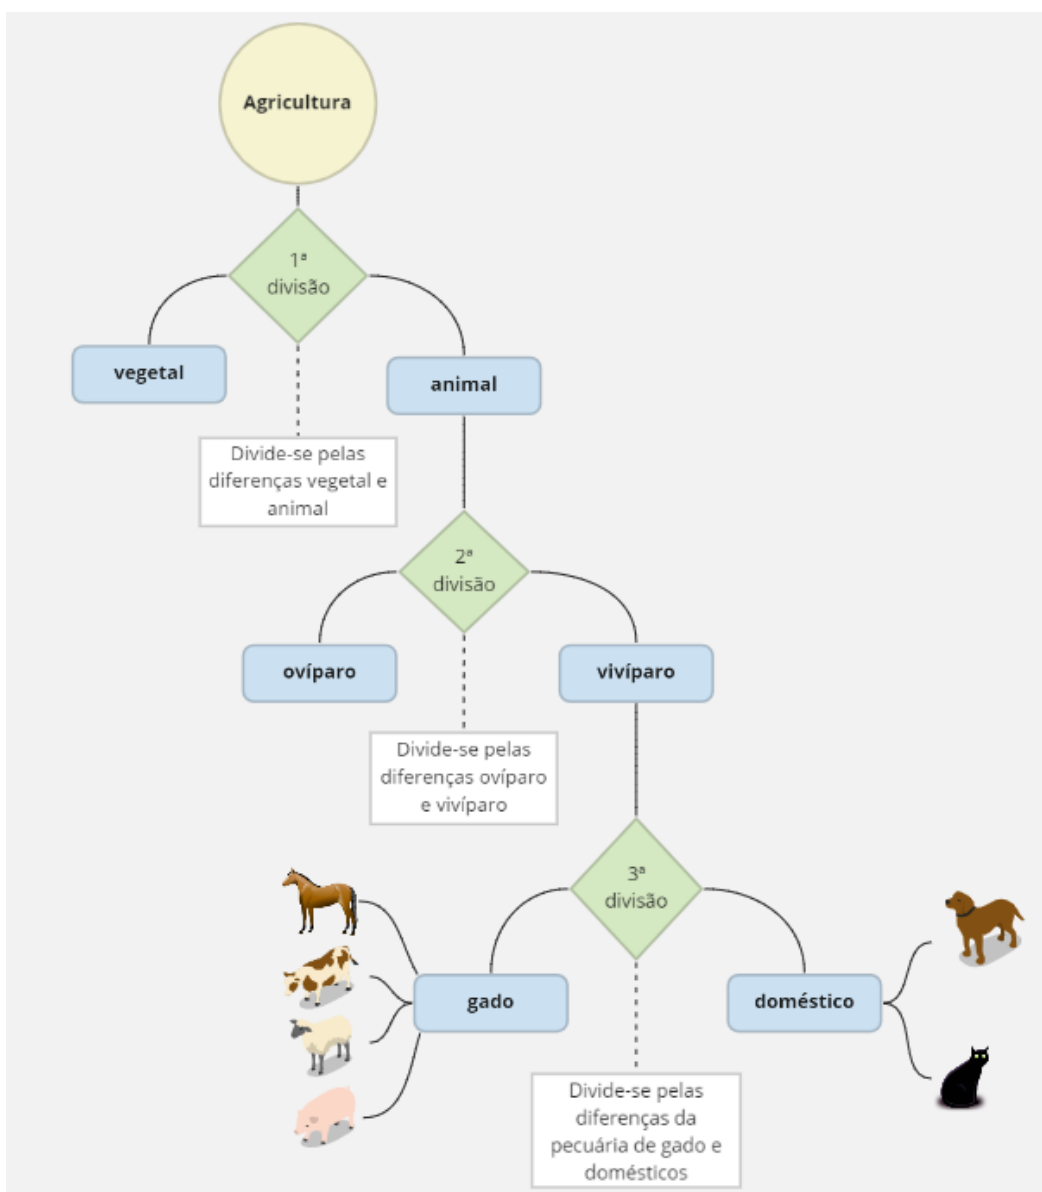 Agricultura
1ª
divisão
vegetal
animal
Divide-se pelas
diferenças vegetal e
animal
2ª
divisão
ovíparo
vivíparo
Divide-se pelas
diferenças ovíparo
e vivíparo
3ª
divisão
gado
doméstico
Divide-se pelas
diferenças da
pecuária de gado e
domésticos